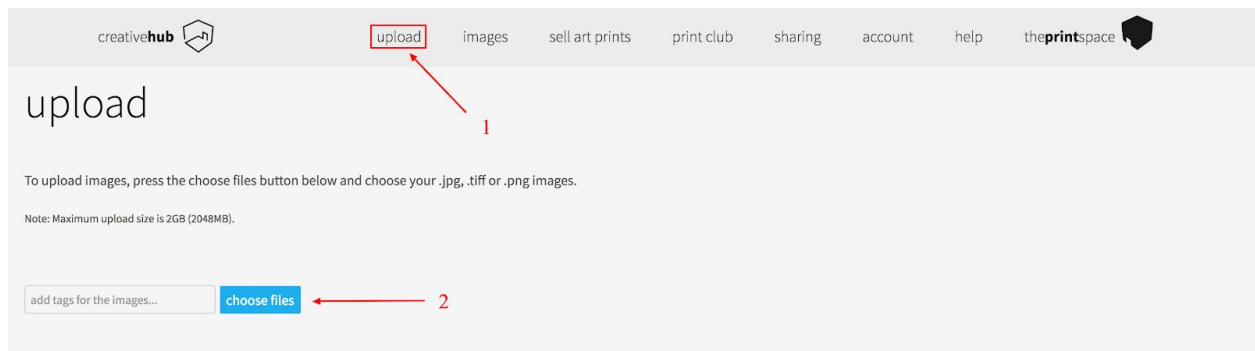 creativehub upload images sell art prints print club sharing account help theprintspace
upload
1
To upload images, press the choose files button below and choose your .jpg, .tiff or .png images.
Note: Maximum upload size is 2GB (2048MB).
add tags for the images... choose files 2